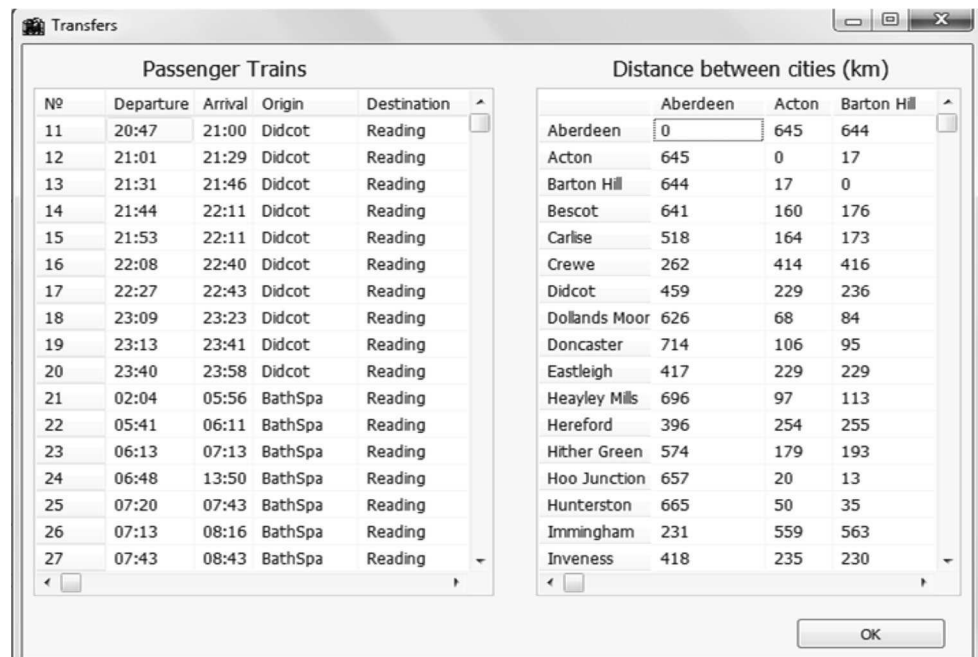 Transfers
Passenger Trains
Nº Departure Arrival Origin Destination
11 20:47 21:00 Didcot Reading
12 21:01 21:29 Didcot Reading
13 21:31 21:46 Didcot Reading
14 21:44 22:11 Didcot Reading
15 21:53 22:11 Didcot Reading
16 22:08 22:40 Didcot Reading
17 22:27 22:43 Didcot Reading
18 23:09 23:23 Didcot Reading
19 23:13 23:41 Didcot Reading
20 23:40 23:58 Didcot Reading
21 02:04 05:56 BathSpa Reading
22 05:41 06:11 BathSpa Reading
23 06:13 07:13 BathSpa Reading
24 06:48 13:50 BathSpa Reading
25 07:20 07:43 BathSpa Reading
26 07:13 08:16 BathSpa Reading
27 07:43 08:43 BathSpa Reading
Distance between cities (km)
Aberdeen Acton Barton Hill
Aberdeen 0 645 644
Acton 645 0 17
Barton Hill 644 17 0
Bescot 641 160 176
Carlise 518 164 173
Crewe 262 414 416
Didcot 459 229 236
Dollands Moor 626 68 84
Doncaster 714 106 95
Eastleigh 417 229 229
Heayley Mills 696 97 113
Hereford 396 254 255
Hither Green 574 179 193
Hoo Junction 657 20 13
Hunterston 665 50 35
Immingham 231 559 563
Inveness 418 235 230
OK